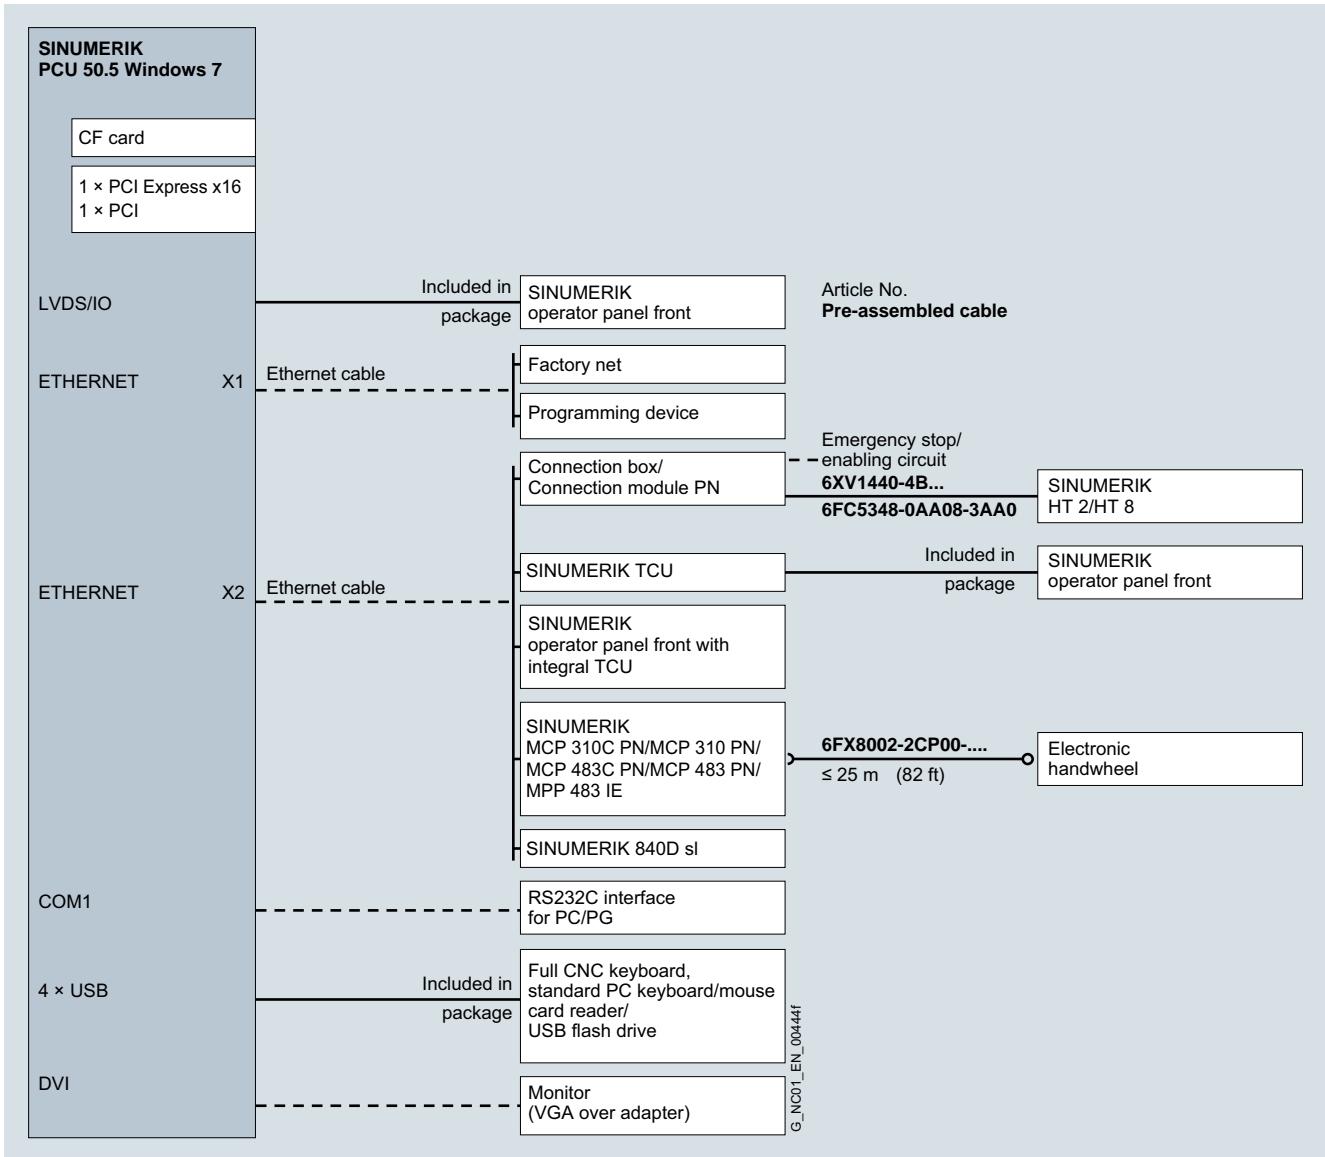 SINUMERIK
PCU 50.5 Windows 7
CF card
1 × PCI Express x16
1 × PCI
LVDS/IO
Included in
package
SINUMERIK
operator panel front
Article No.
Pre-assembled cable
ETHERNET X1
Ethernet cable
Factory net
Programming device
Connection box/
Connection module PN
Emergency stop/
enabling circuit
6XV1440-4B...
6FC5348-0AA08-3AA0
SINUMERIK
HT 2/HT 8
ETHERNET X2
Ethernet cable
SINUMERIK TCU
Included in
package
SINUMERIK
operator panel front
SINUMERIK
operator panel front with
integral TCU
SINUMERIK
MCP 310C PN/MCP 310 PN/
MCP 483C PN/MCP 483 PN/
MPP 483 IE
6FX8002-2CP00-....
≤ 25 m (82 ft)
Electronic
handwheel
SINUMERIK 840D sl
COM1
RS232C interface
for PC/PG
4 × USB
Included in
package
Full CNC keyboard,
standard PC keyboard/mouse
card reader/
USB flash drive
DVI
Monitor
(VGA over adapter)
G_NC01_EN_00444f